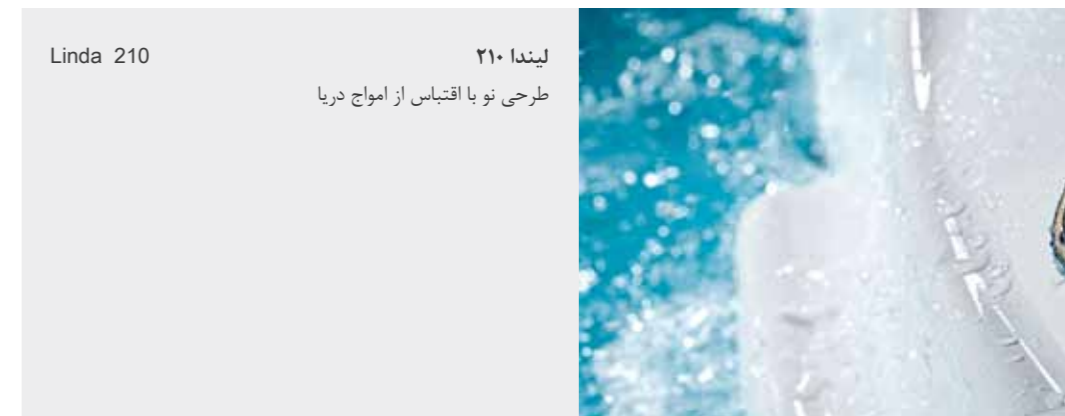 لیندا ۲۱۰
Linda 210
طرحی نو با اقتباس از امواج دریا